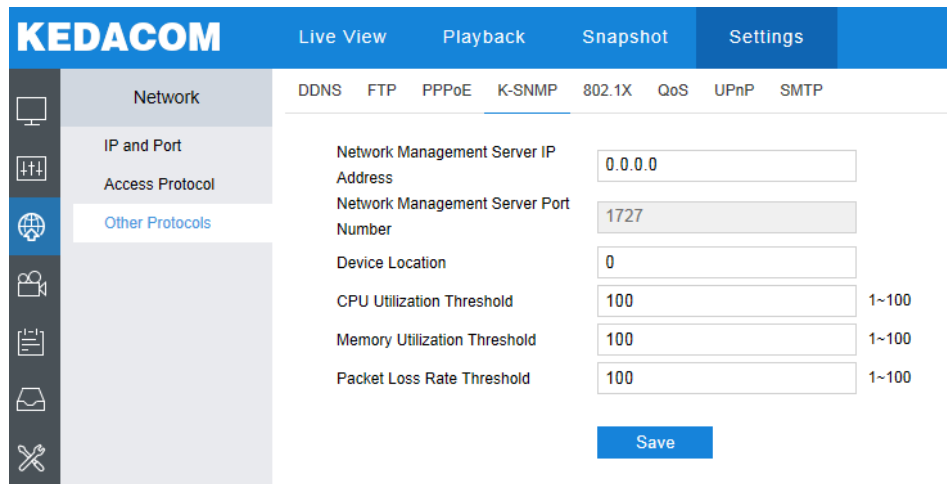 KEDACOM Live View Playback Snapshot Settings
Network DDNS FTP PPPoE K-SNMP 802.1X QoS UPnP SMTP
IP and Port
Access Protocol
Other Protocols
Network Management Server IP
Address
0.0.0.0
Network Management Server Port
Number
1727
Device Location 0
CPU Utilization Threshold 100 1~100
Memory Utilization Threshold 100 1~100
Packet Loss Rate Threshold 100 1~100
Save